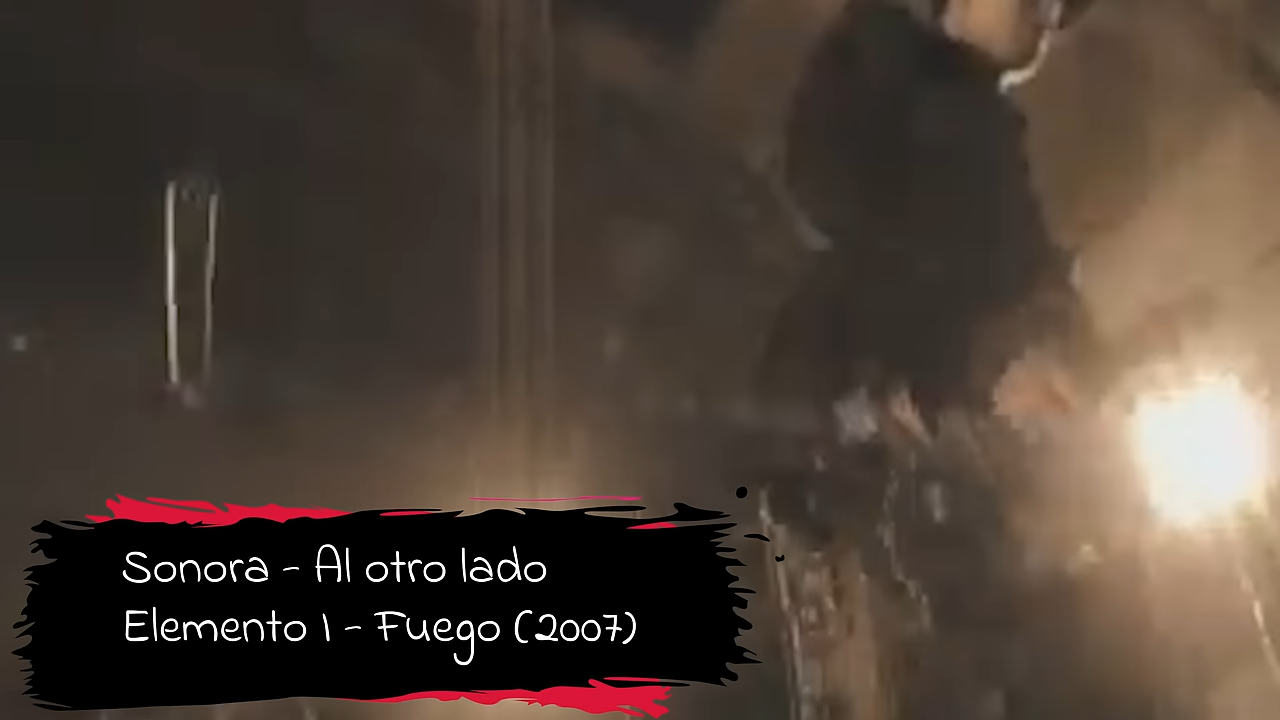 Sonora - Al otro lado
Elemento 1 - Fuego (2007)